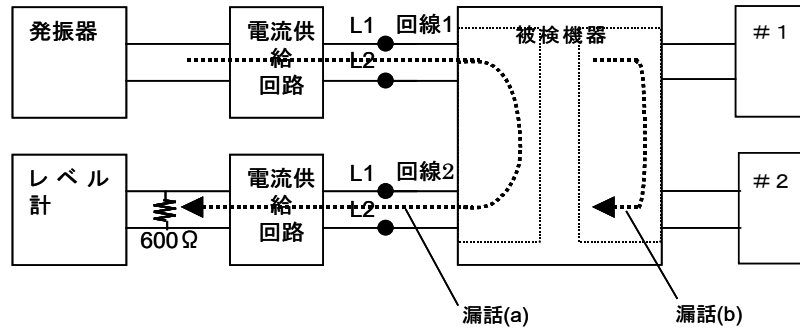 発振器
電流供
給
回路
L1
回線1
L2
被検機器
#1
レベル
計
600Ω
電流供
給
回路
L1
回線2
L2
#2
漏話(a)
漏話(b)